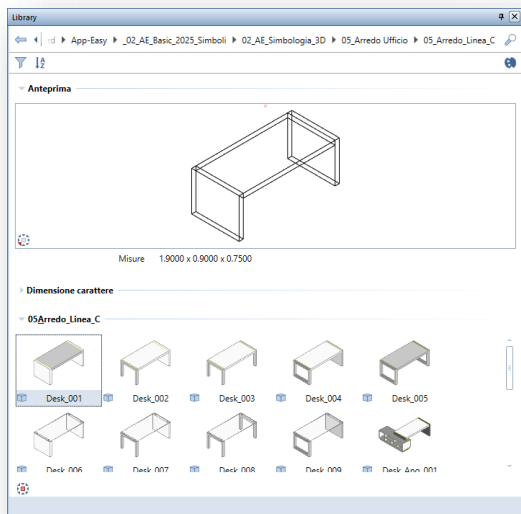 Library
d App-Easy _02_AE_Basic_2025_Simboli 02_AE_Simbologia_3D 05_Arredo Ufficio 05_Arredo_Linea_C
Anteprima
Misure 1.9000 x 0.9000 x 0.7500
Dimensione carattere
05Arredo_Linea_C
Desk_001 Desk_002 Desk_003 Desk_004 Desk_005
Desk_006 Desk_007 Desk_008 Desk_009 Desk_Ang_001